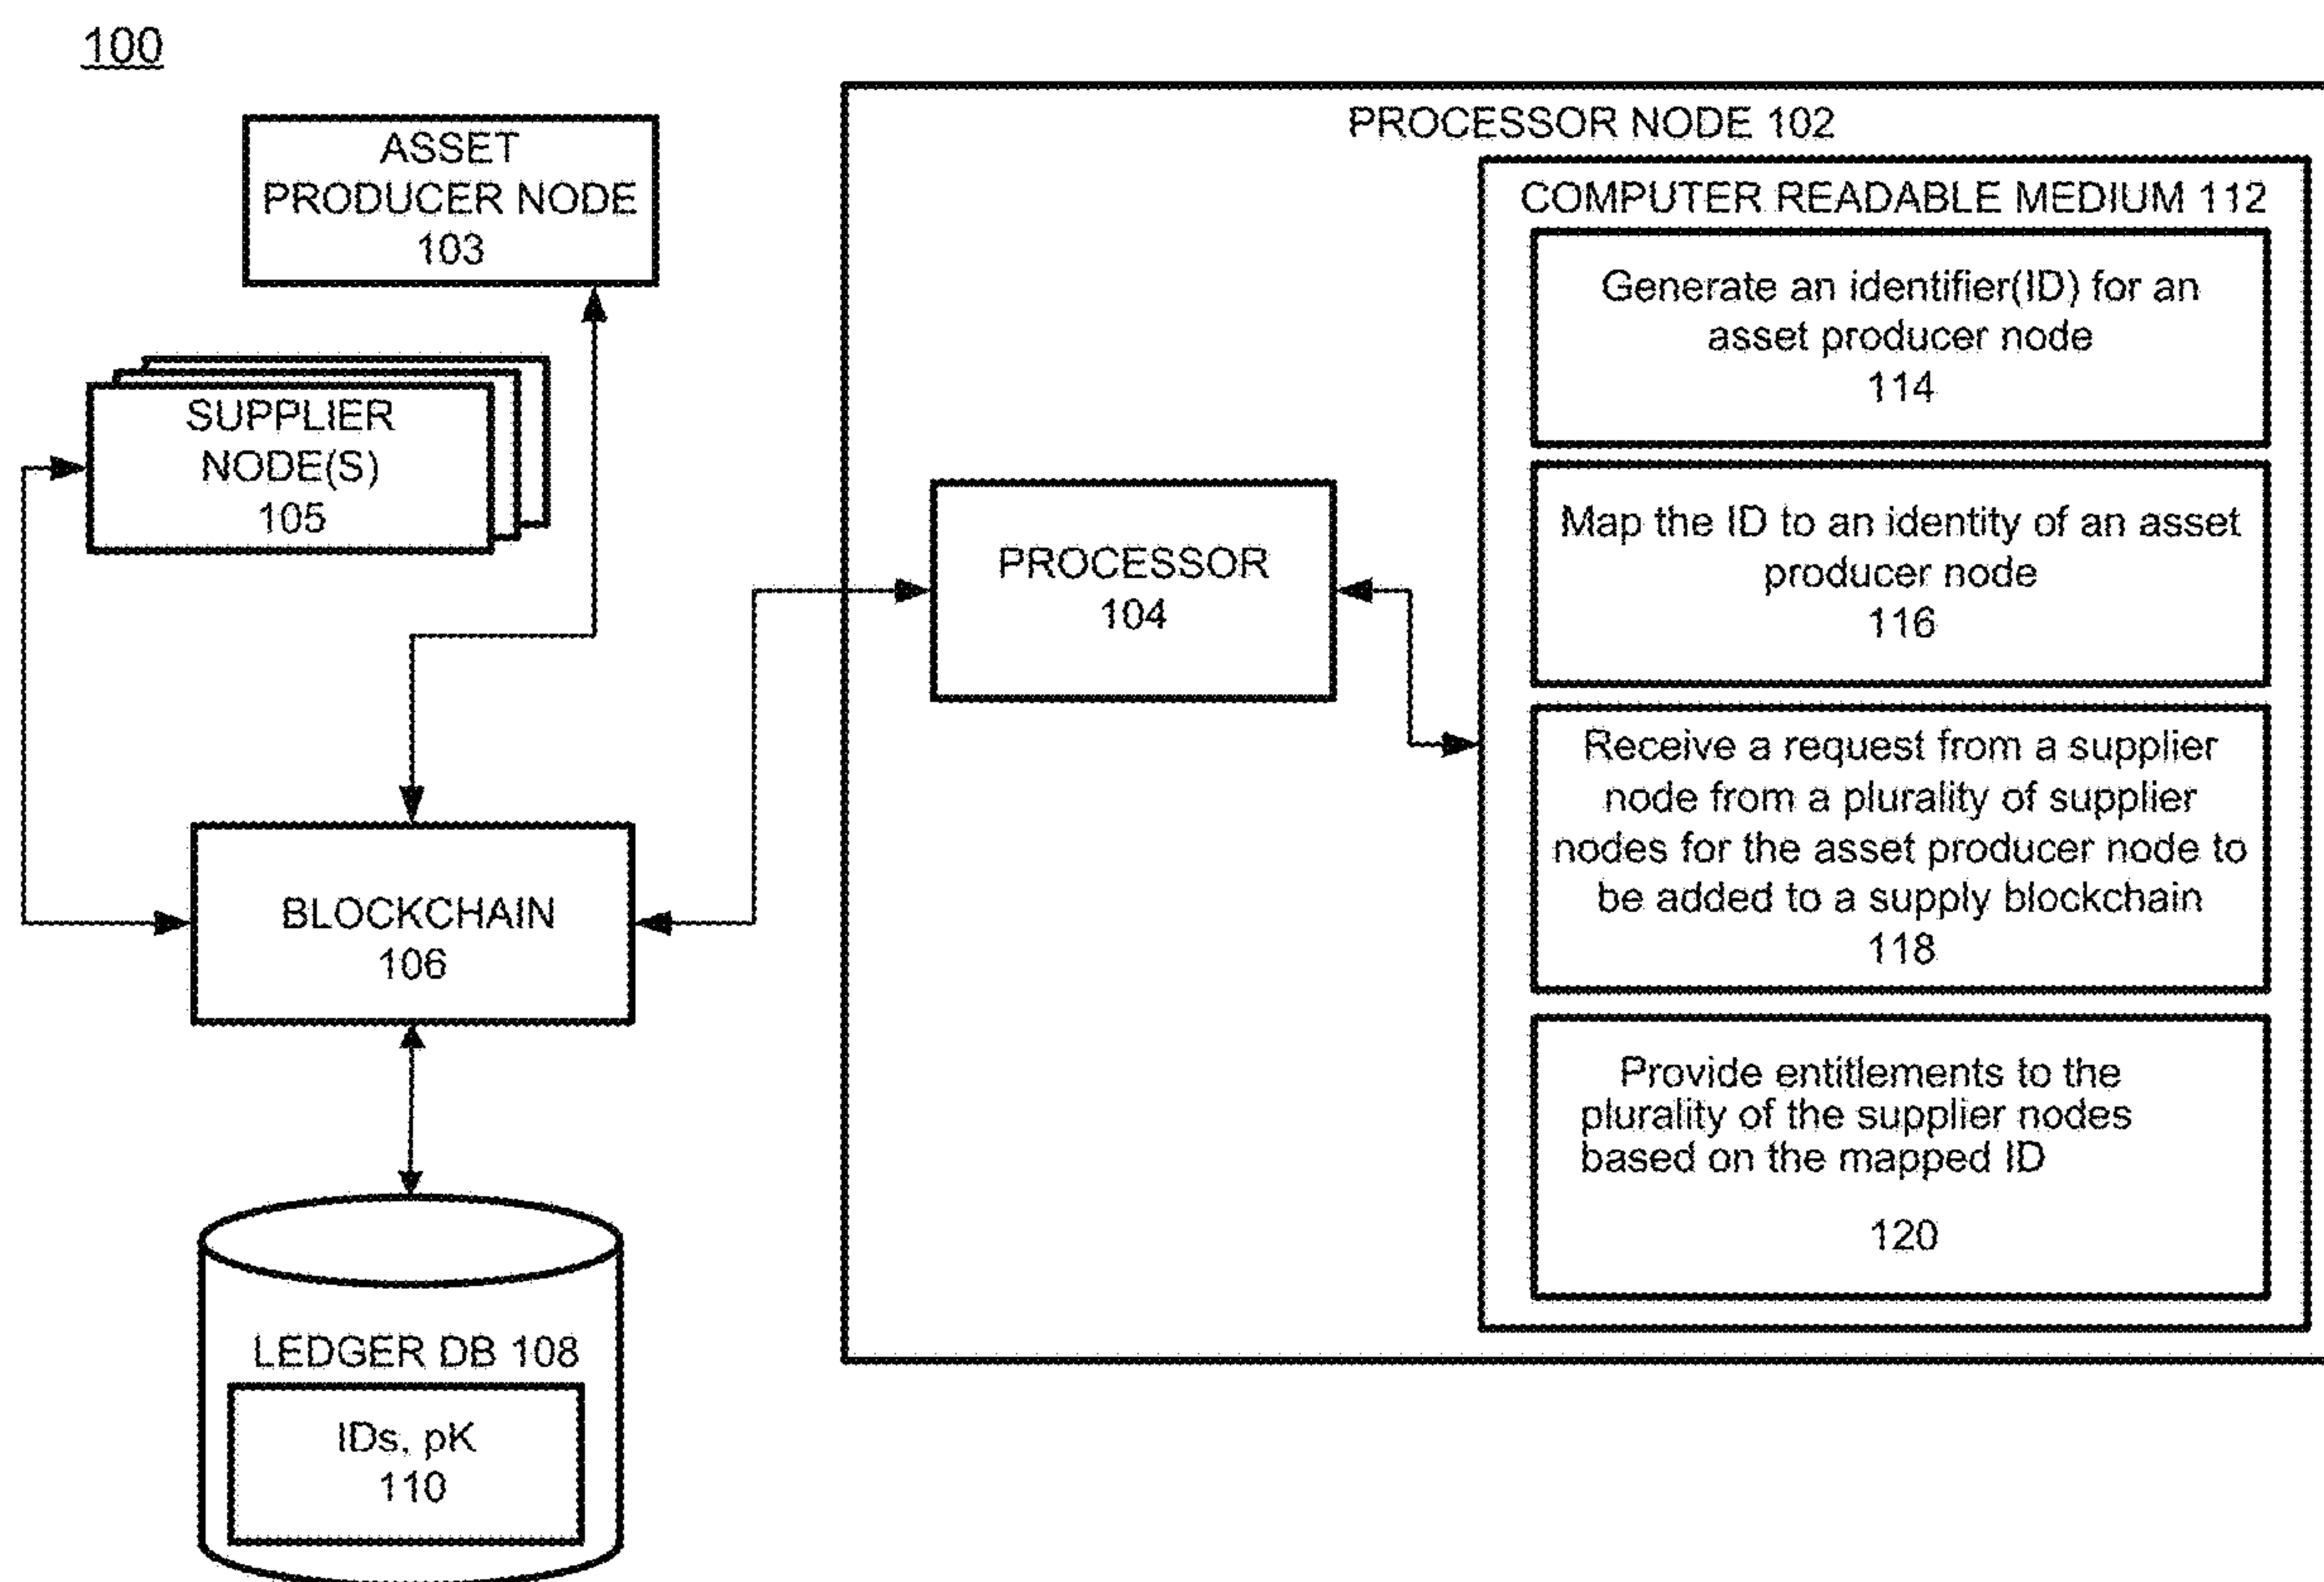 100
ASSET
PRODUCER NODE
103
SUPPLIER
NODE(S)
105
BLOCKCHAIN
106
LEDGER DB 108
IDs, pK
110
PROCESSOR NODE 102
PROCESSOR
104
COMPUTER READABLE MEDIUM 112
Generate an identifier(ID) for an
asset producer node
114
Map the ID to an identity of an asset
producer node
116
Receive a request from a supplier
node from a plurality of supplier
nodes for the asset producer node to
be added to a supply blockchain
118
Provide entitlements to the
plurality of the supplier nodes
based on the mapped ID
120